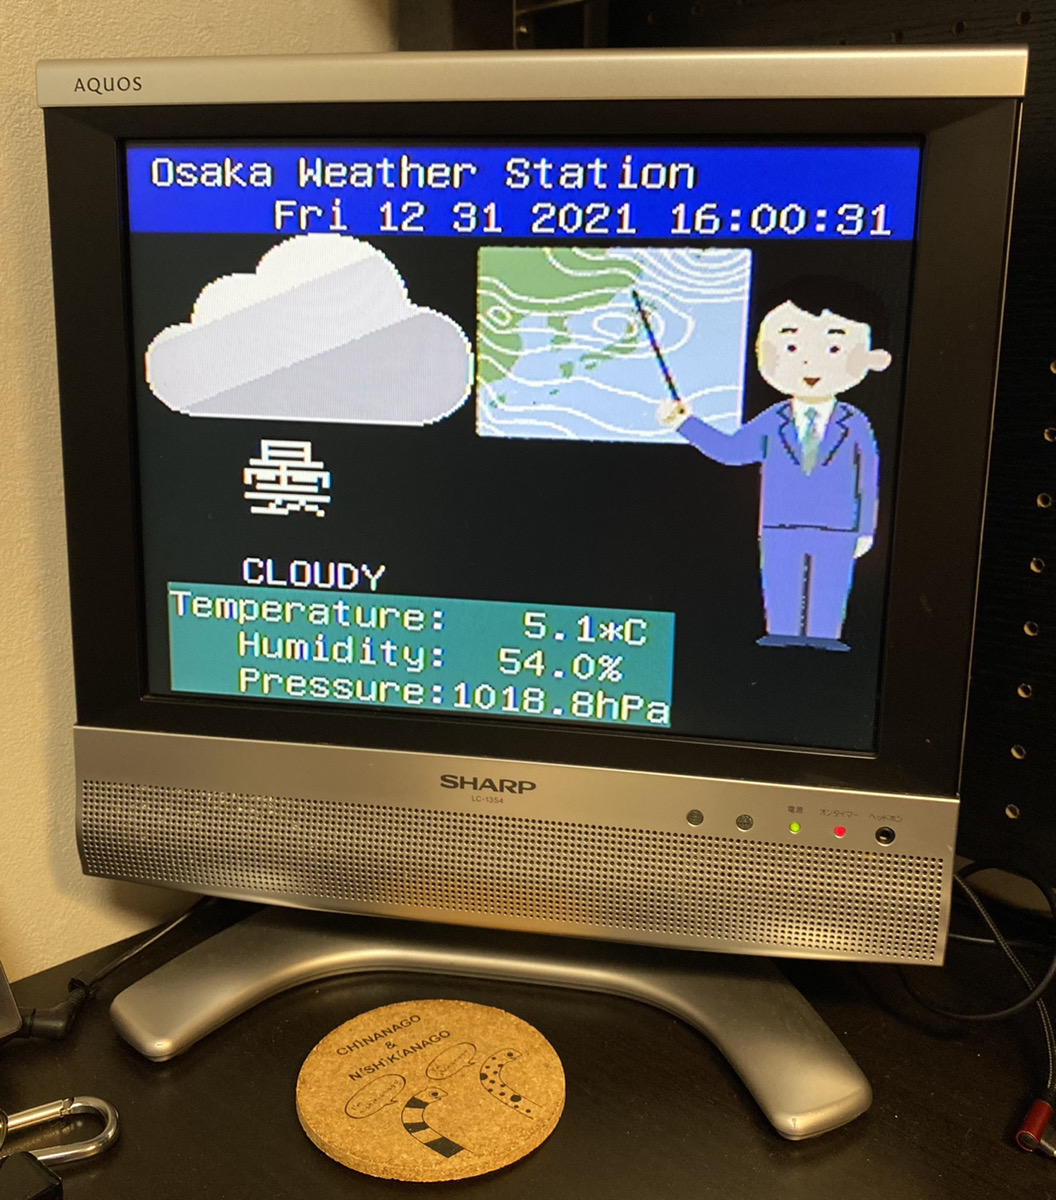 AQUOS
Osaka Weather Station
Fri 12 31 2021 16:00:31
曇
CLOUDY
Temperature: 5.1*C
Humidity: 54.0%
Pressure:1018.8hPa
SHARP
LC-13S4
電源 オンタイマー ヘッドホン
CHINANAGO
&
NISHIKIANAGO